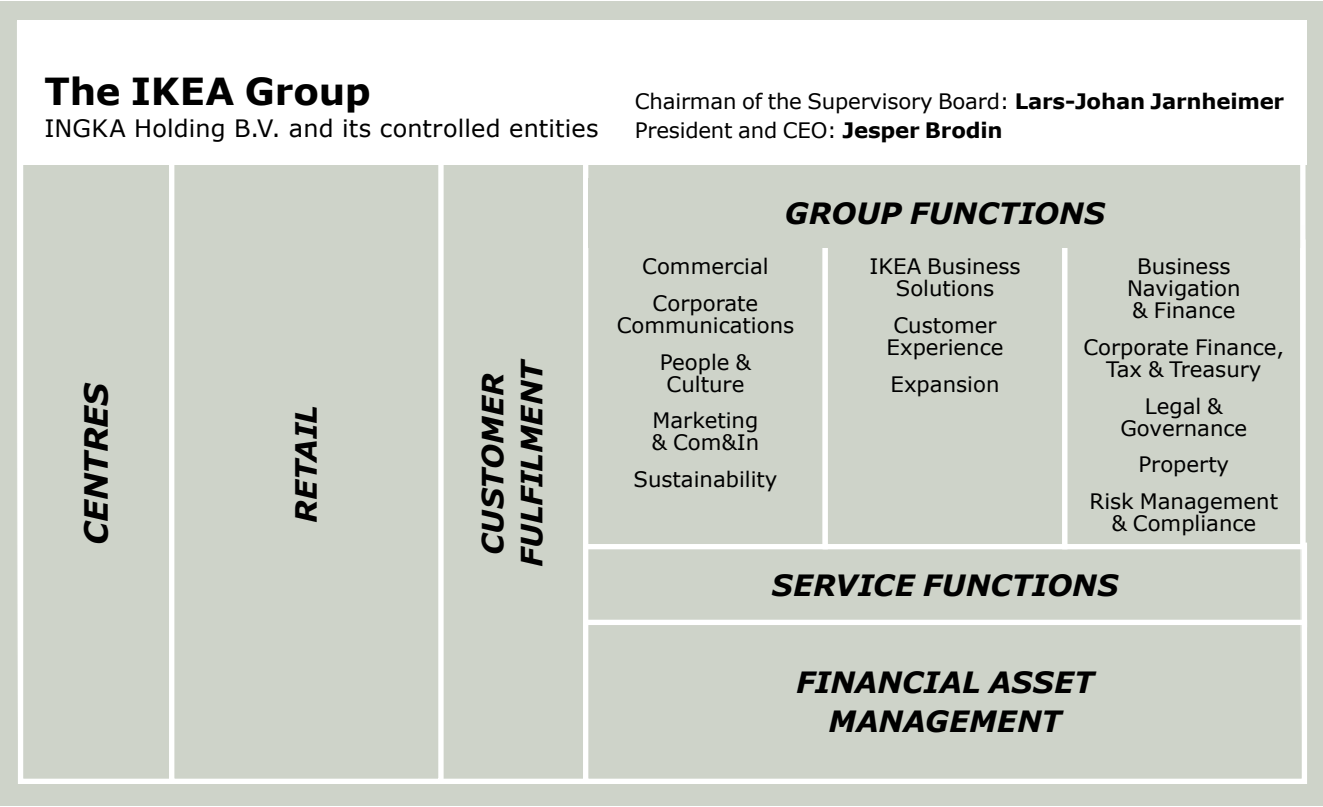 The IKEA Group
INGKA Holding B.V. and its controlled entities
Chairman of the Supervisory Board: Lars-Johan Jarnheimer
President and CEO: Jesper Brodin
CENTRES
RETAIL
CUSTOMER
FULFILMENT
GROUP FUNCTIONS
Commercial
Corporate
Communications
People &
Culture
Marketing
& Com&In
Sustainability
IKEA Business
Solutions
Customer
Experience
Expansion
Business
Navigation
& Finance
Corporate Finance,
Tax & Treasury
Legal &
Governance
Property
Risk Management
& Compliance
SERVICE FUNCTIONS
FINANCIAL ASSET
MANAGEMENT